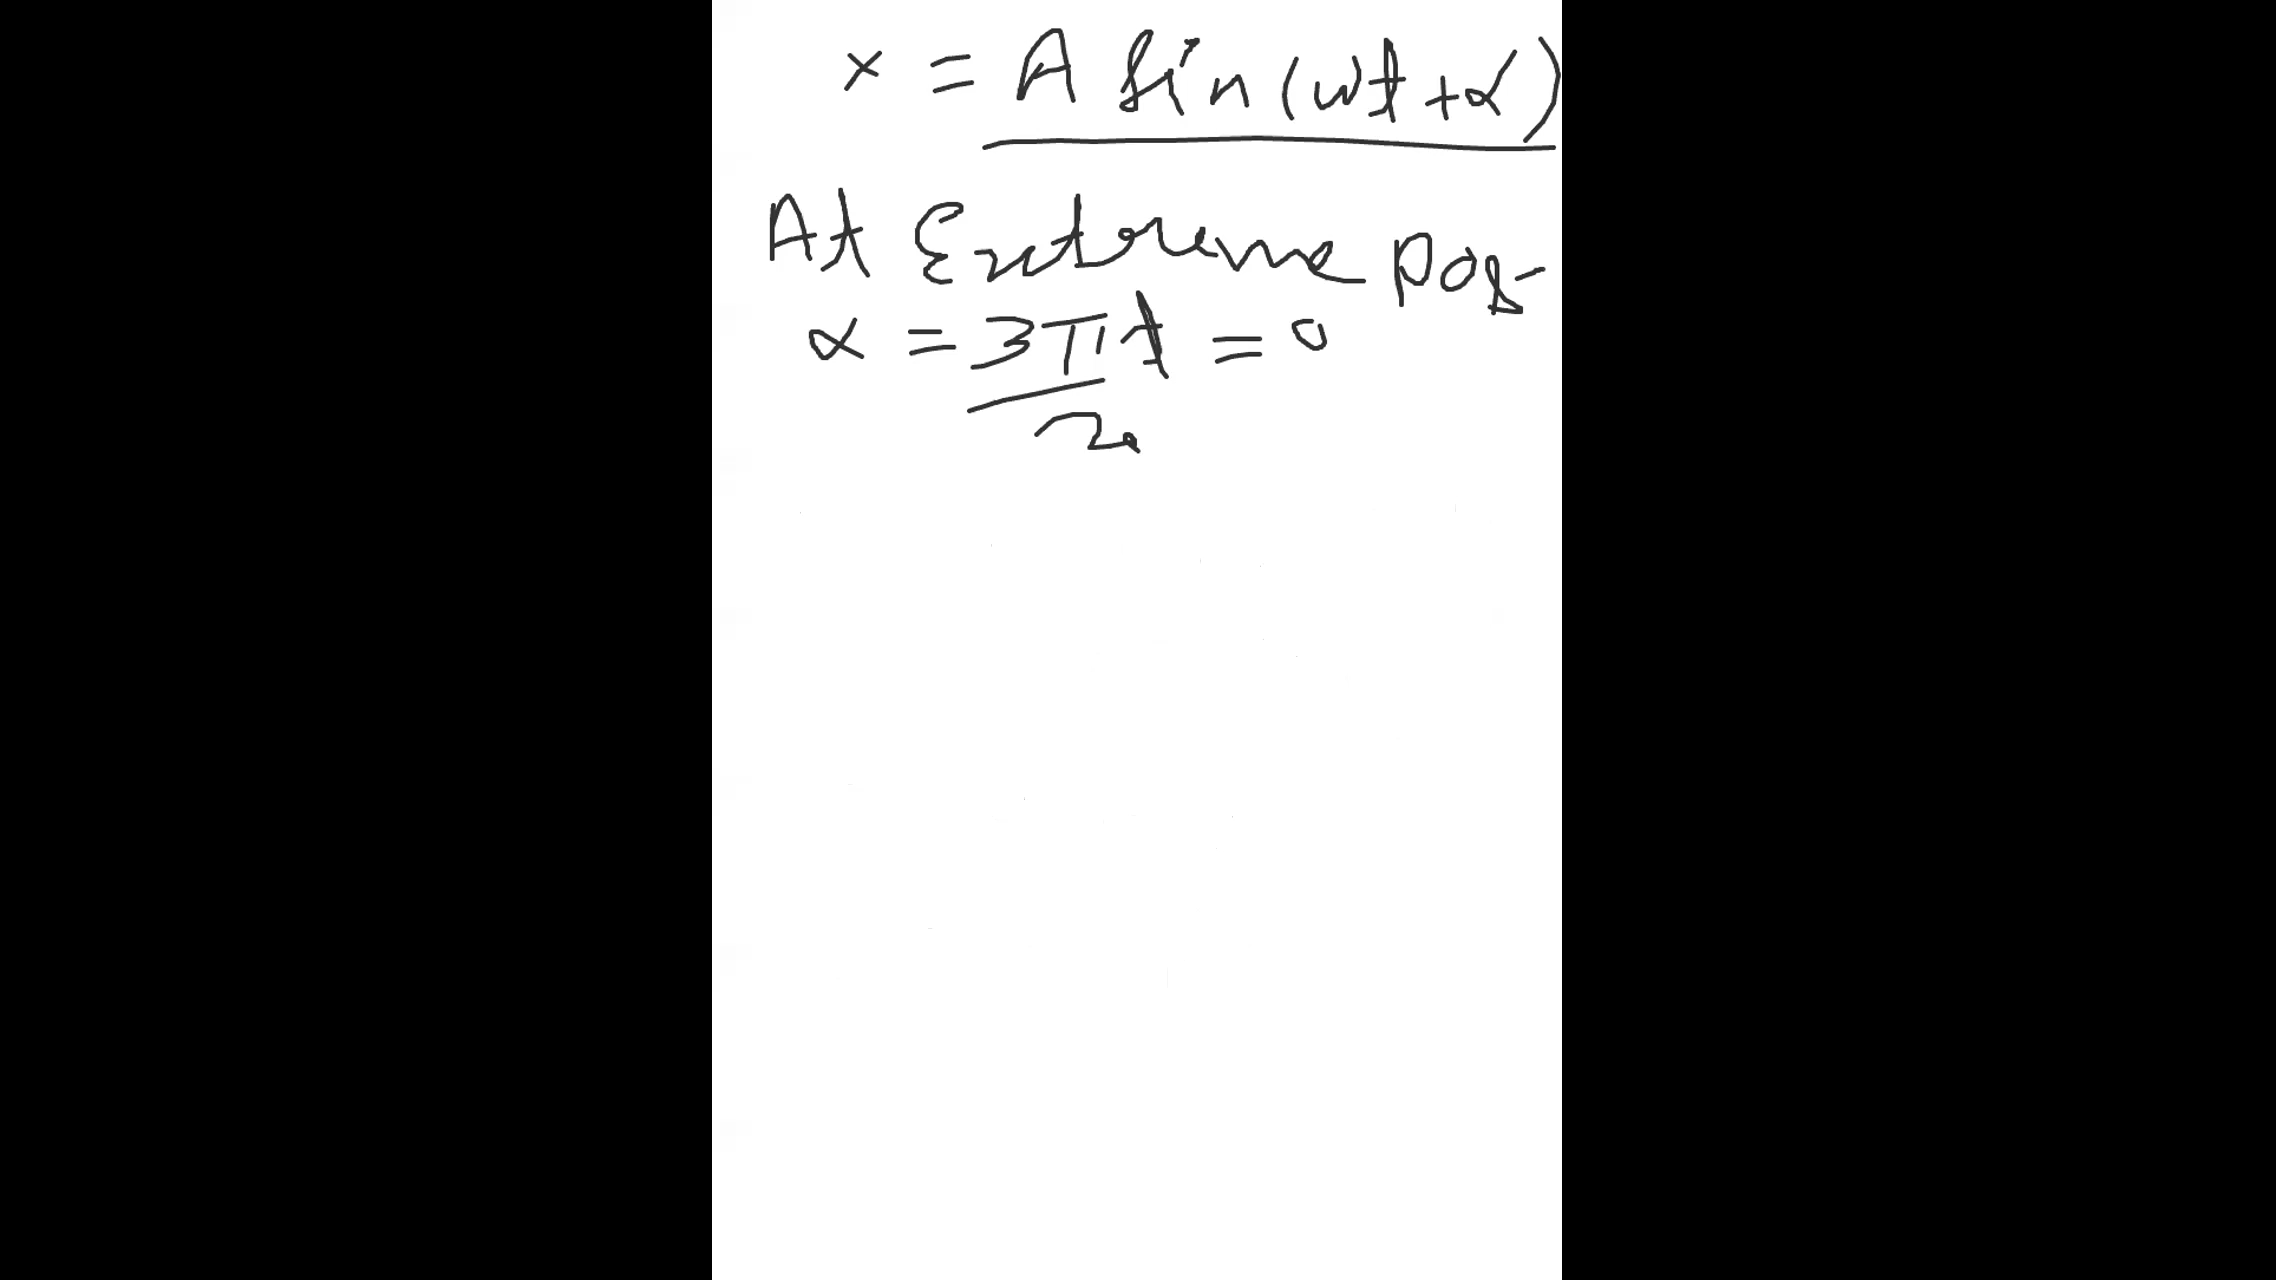 x = A sin(ωt + α)
At Extreme pos-
α = 3π/2 t = 0